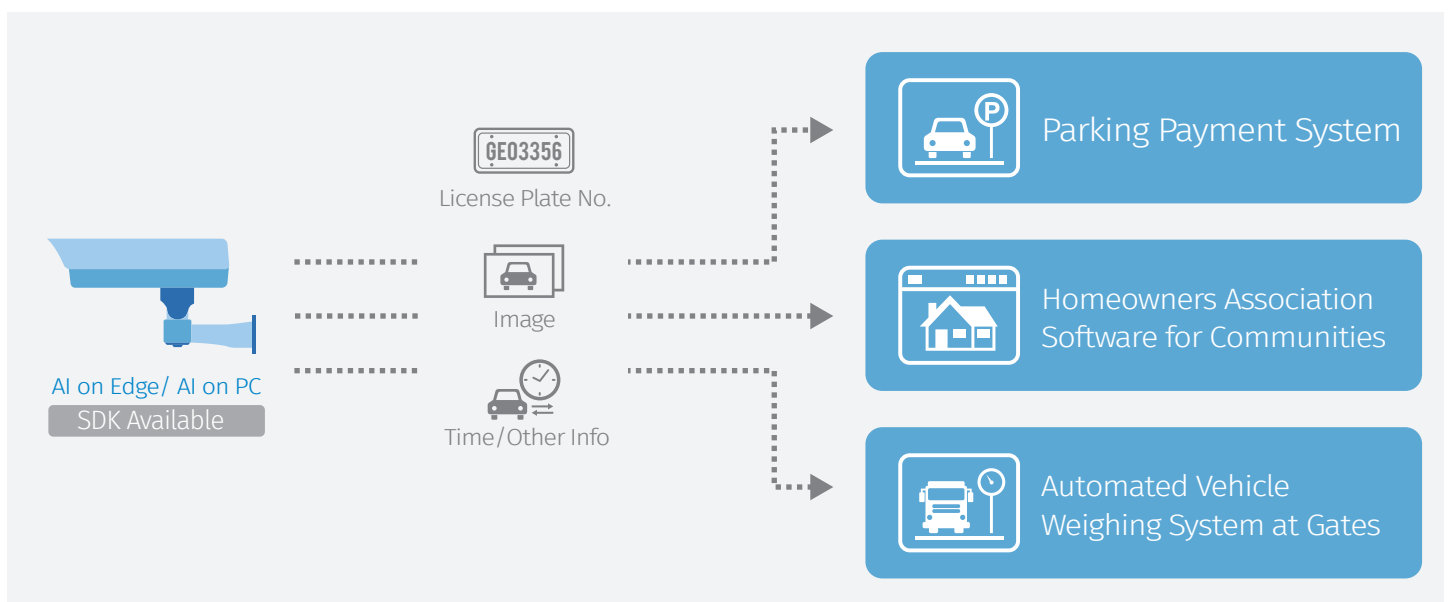 GEO3356
License Plate No.
Image
Time/Other Info
AI on Edge/ AI on PC
SDK Available
P
Parking Payment System
Homeowners Association
Software for Communities
Automated Vehicle
Weighing System at Gates